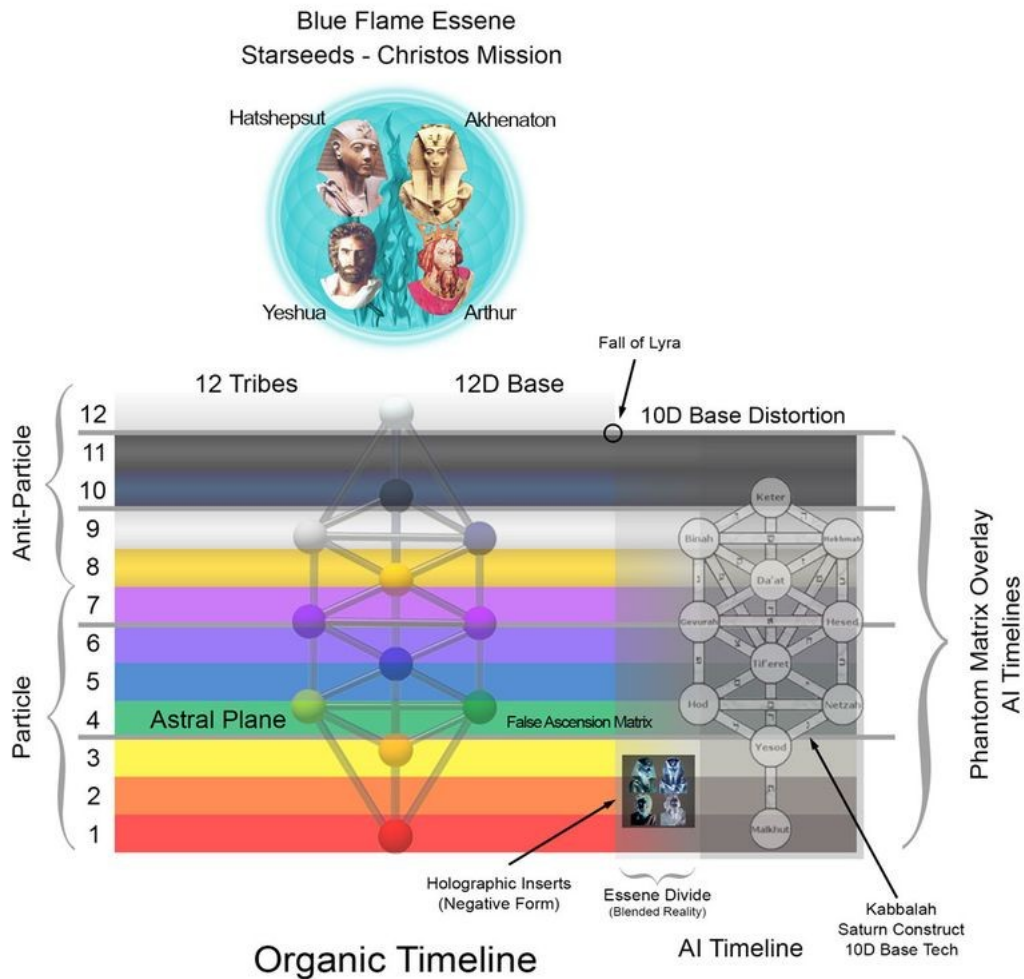 Blue Flame Essene
Starseeds - Christos Mission
Hatshepsut
Akhenaton
Yeshua
Arthur
Fall of Lyra
12 Tribes
12D Base
10D Base Distortion
Anit-Particle
Particle
12
11
10
9
8
7
6
5
4
3
2
1
Astral Plane
False Ascension Matrix
Keter
Binah
Hokhmah
Da'at
Gevurah
Hesed
Tif'eret
Hod
Netzah
Yesod
Malkhut
Phantom Matrix Overlay
AI Timelines
Holographic Inserts
(Negative Form)
Essene Divide
(Blended Reality)
Kabbalah
Saturn Construct
10D Base Tech
Organic Timeline
AI Timeline